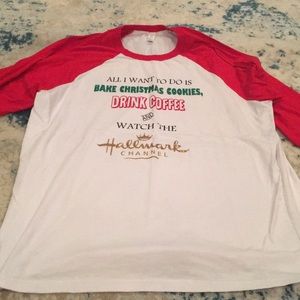 ALL I WANT TO DO IS
BAKE CHRISTMAS COOKIES,
DRINK COFFEE
AND
WATCH THE
Hallmark
CHANNEL